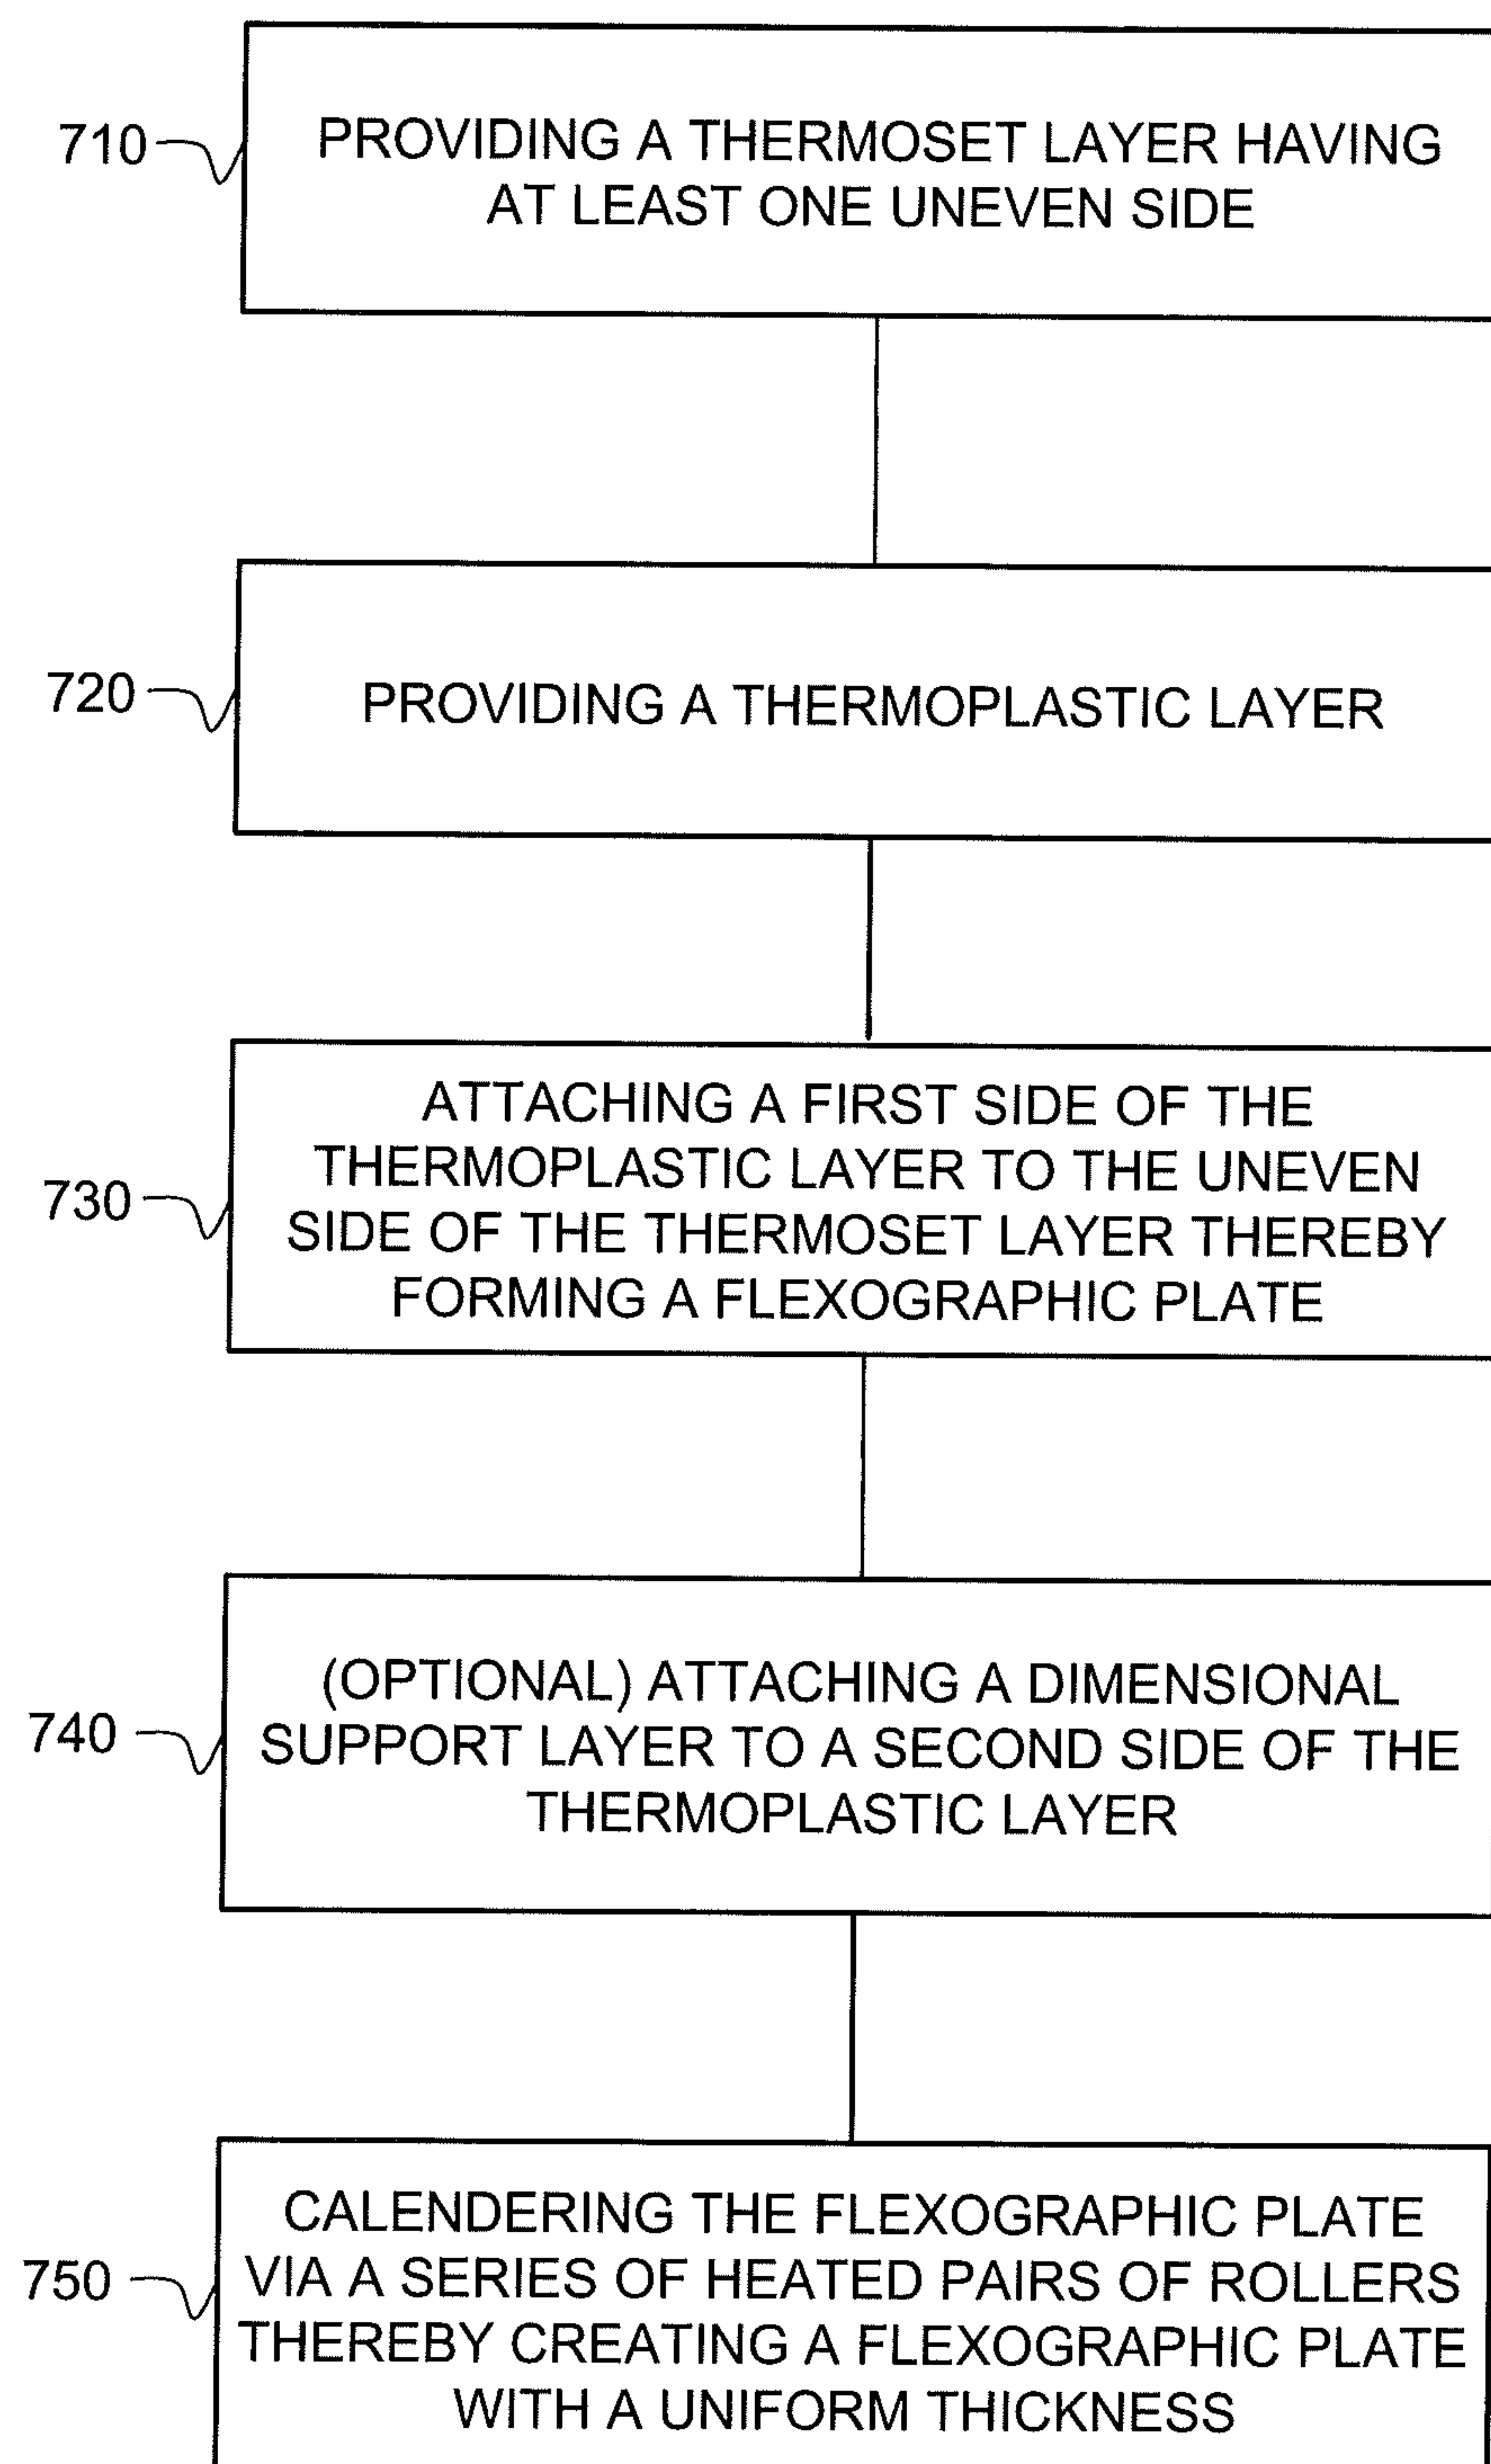 710
PROVIDING A THERMOSET LAYER HAVING
AT LEAST ONE UNEVEN SIDE
720
PROVIDING A THERMOPLASTIC LAYER
730
ATTACHING A FIRST SIDE OF THE
THERMOPLASTIC LAYER TO THE UNEVEN
SIDE OF THE THERMOSET LAYER THEREBY
FORMING A FLEXOGRAPHIC PLATE
740
(OPTIONAL) ATTACHING A DIMENSIONAL
SUPPORT LAYER TO A SECOND SIDE OF THE
THERMOPLASTIC LAYER
750
CALENDERING THE FLEXOGRAPHIC PLATE
VIA A SERIES OF HEATED PAIRS OF ROLLERS
THEREBY CREATING A FLEXOGRAPHIC PLATE
WITH A UNIFORM THICKNESS